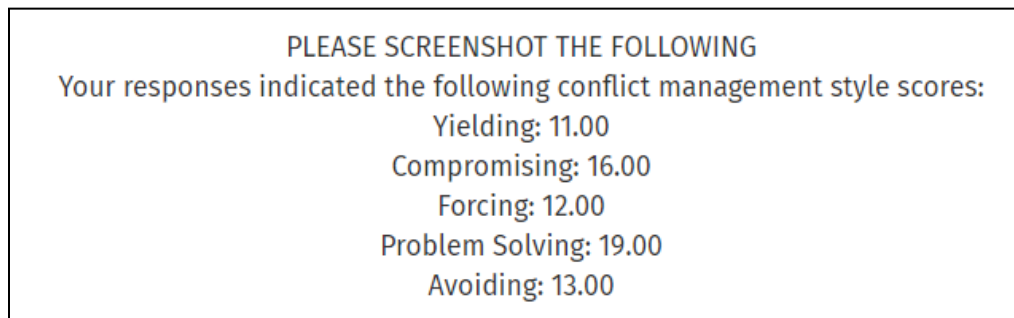 PLEASE SCREENSHOT THE FOLLOWING
Your responses indicated the following conflict management style scores:
Yielding: 11.00
Compromising: 16.00
Forcing: 12.00
Problem Solving: 19.00
Avoiding: 13.00